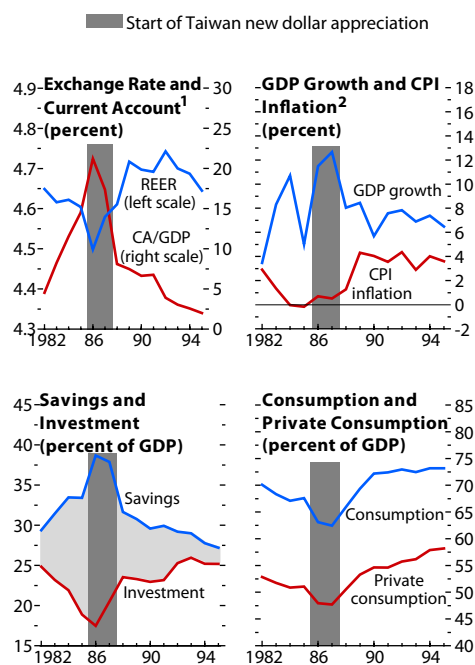 Start of Taiwan new dollar appreciation
Exchange Rate and
Current Account1
(percent)
4.9
4.8
4.7
4.6
4.5
4.4
4.3
30
25
20
15
10
5
0
REER
(left scale)
CA/GDP
(right scale)
1982 86 90 95
GDP Growth and CPI
Inflation2
(percent)
18
16
14
12
10
8
6
4
2
0
-2
GDP growth
CPI
inflation
1982 86 90 95
Savings and
Investment
(percent of GDP)
45
40
35
30
25
20
15
Savings
Investment
1982 86 90 95
Consumption and
Private Consumption
(percent of GDP)
85
80
75
70
65
60
55
50
45
40
Consumption
Private
consumption
1982 86 90 95